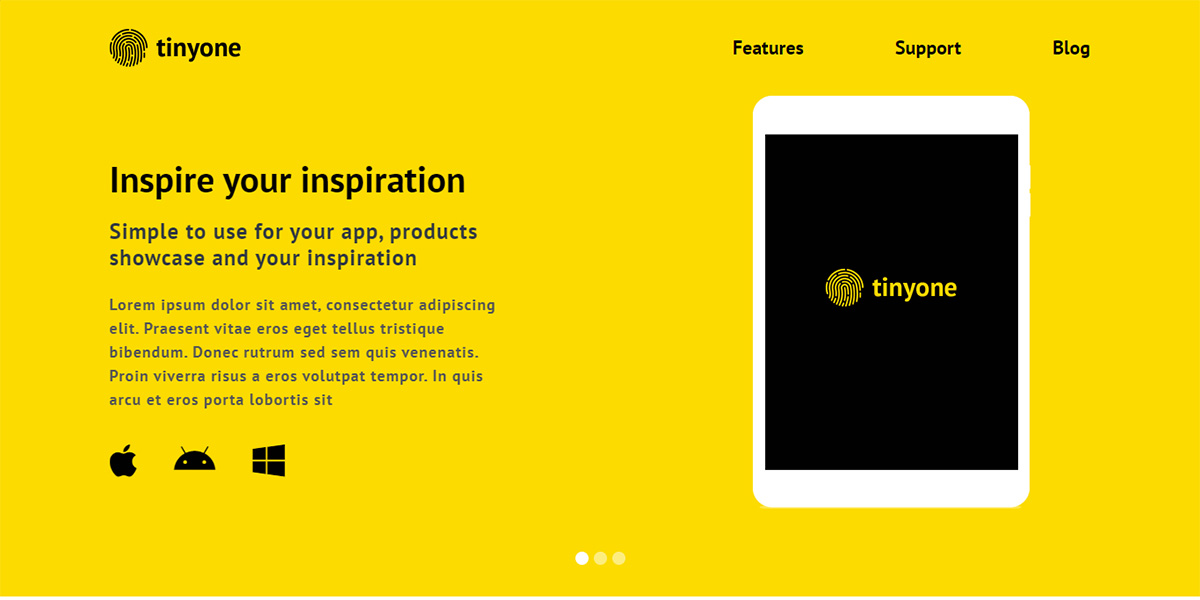 tinyone
Features
Support
Blog
Inspire your inspiration
Simple to use for your app, products
showcase and your inspiration
Lorem ipsum dolor sit amet, consectetur adipiscing
elit. Praesent vitae eros eget tellus tristique
bibendum. Donec rutrum sed sem quis venenatis.
Proin viverra risus a eros volutpat tempor. In quis
arcu et eros porta lobortis sit
tinyone